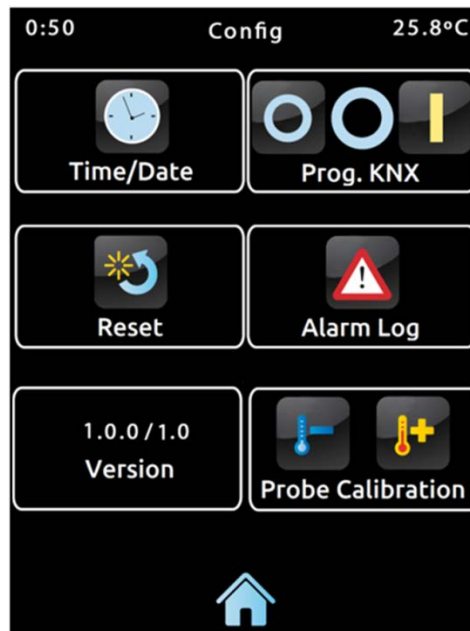 0:50 Config 25.8ºC
Time/Date Prog. KNX
Reset Alarm Log
1.0.0/1.0
Version
Probe Calibration